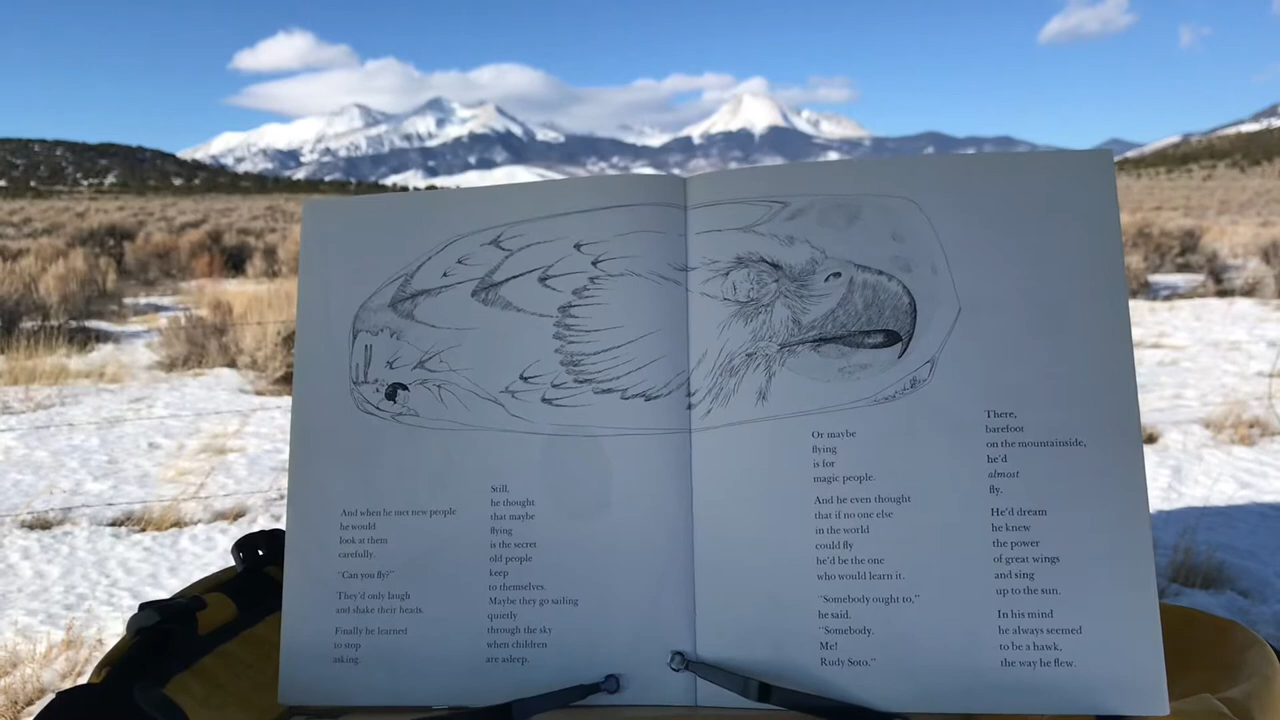 And when he met new people
he would
look at them
carefully.
"Can you fly?"
They'd only laugh
and shake their heads.
Finally he learned
to stop
asking.
Still,
he thought
that maybe
flying
is the secret
old people
keep
to themselves.
Maybe they go sailing
quietly
through the sky
when children
are asleep.
Or maybe
flying
is for
magic people.
And he even thought
that if no one else
in the world
could fly
he'd be the one
who would learn it.
"Somebody ought to,"
he said.
"Somebody.
Me!
Rudy Soto."
There,
barefoot
on the mountainside,
he'd
almost
fly.
He'd dream
he knew
the power
of great wings
and sing
up to the sun.
In his mind
he always seemed
to be a hawk,
the way he flew.